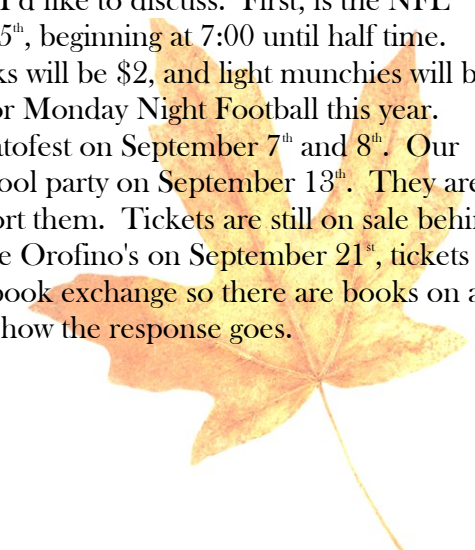 I'd like to discuss. First, is the NFL
5th, beginning at 7:00 until half time.
ks will be $2, and light munchies will b
or Monday Night Football this year.
atofest on September 7th and 8th. Our
ool party on September 13th. They are
ort them. Tickets are still on sale behi
e Orofino's on September 21st, tickets
book exchange so there are books on a
how the response goes.